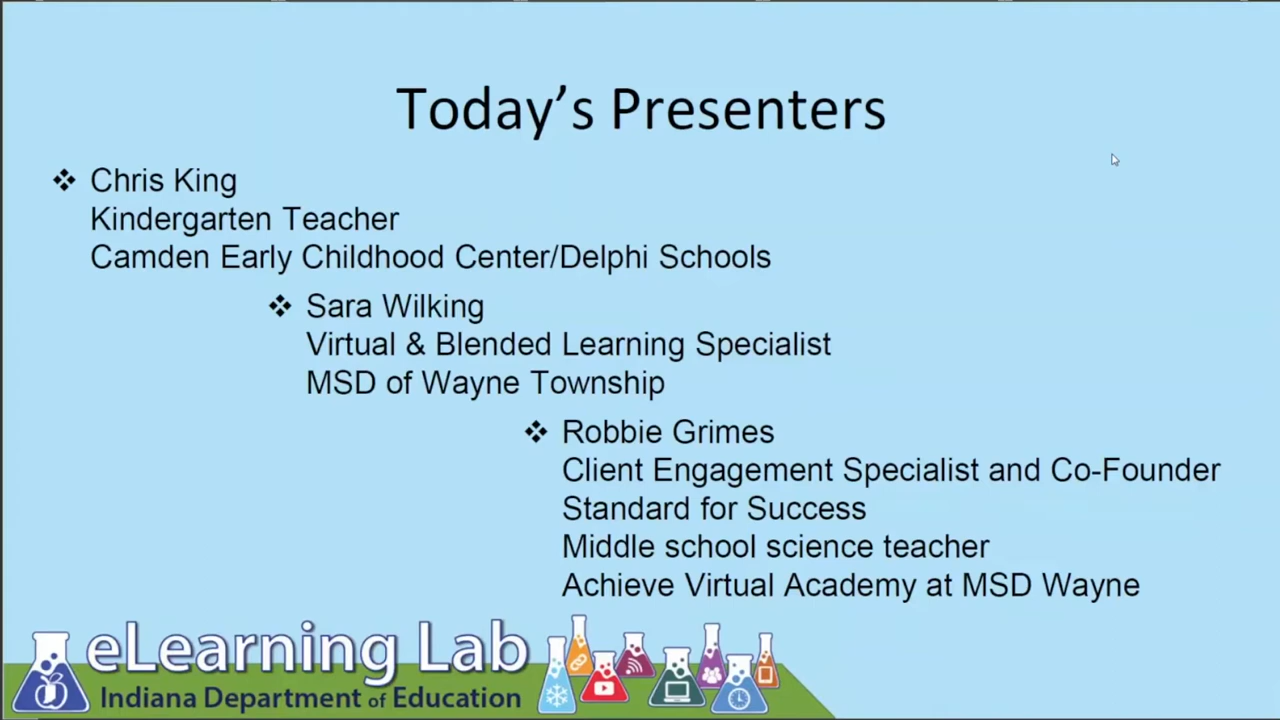 Today’s Presenters
❖ Chris King
Kindergarten Teacher
Camden Early Childhood Center/Delphi Schools
❖ Sara Wilking
Virtual & Blended Learning Specialist
MSD of Wayne Township
❖ Robbie Grimes
Client Engagement Specialist and Co-Founder
Standard for Success
Middle school science teacher
Achieve Virtual Academy at MSD Wayne
eLearning Lab
Indiana Department of Education